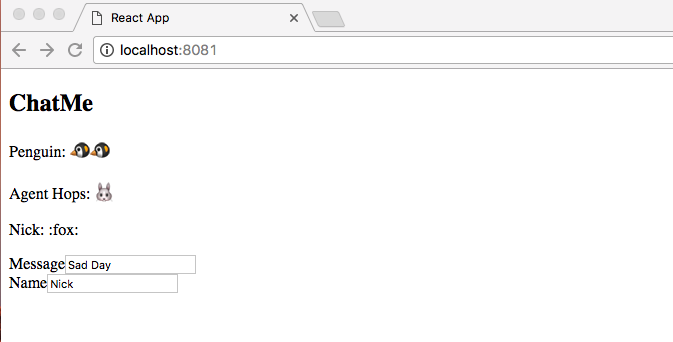 React App
localhost:8081
ChatMe
Penguin: 🐧🐧
Agent Hops: 🐰
Nick: :fox:
Message Sad Day
Name Nick